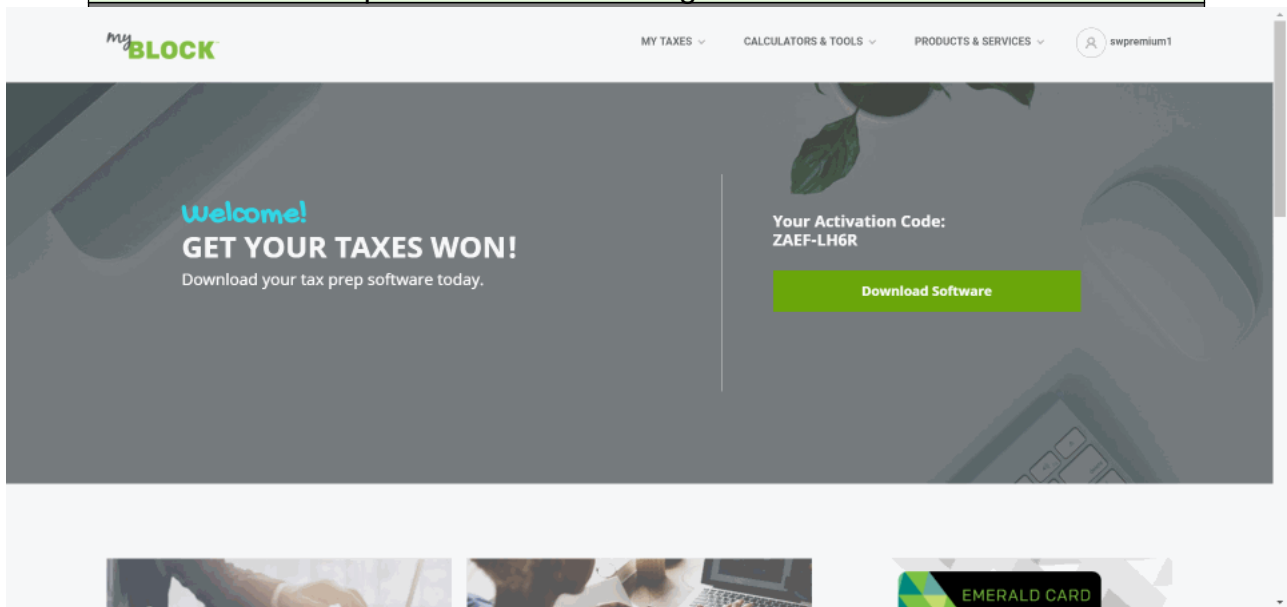 my BLOCK
MY TAXES
CALCULATORS & TOOLS
PRODUCTS & SERVICES
swpremium1
Welcome!
GET YOUR TAXES WON!
Download your tax prep software today.
Your Activation Code:
ZAEF-LH6R
Download Software
EMERALD CARD